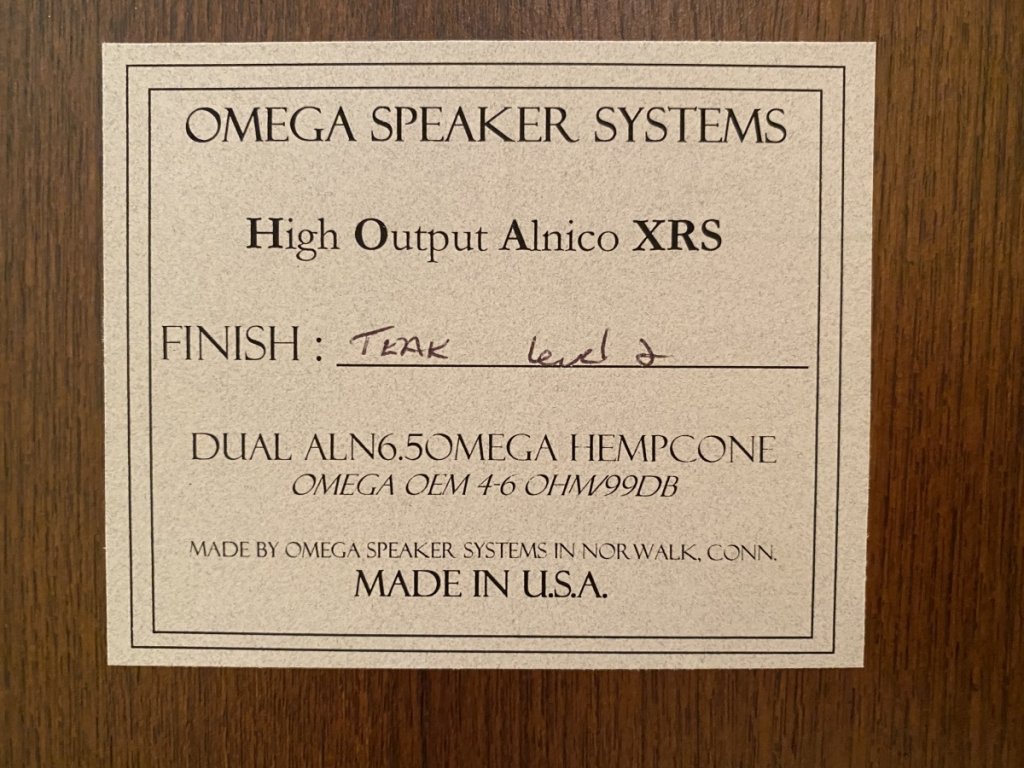 OMEGA SPEAKER SYSTEMS
High Output Alnico XRS
FINISH : TEAK Level 2
DUAL ALN6.5OMEGA HEMPCONE
OMEGA OEM 4-6 OHM/99DB
MADE BY OMEGA SPEAKER SYSTEMS IN NORWALK, CONN.
MADE IN U.S.A.